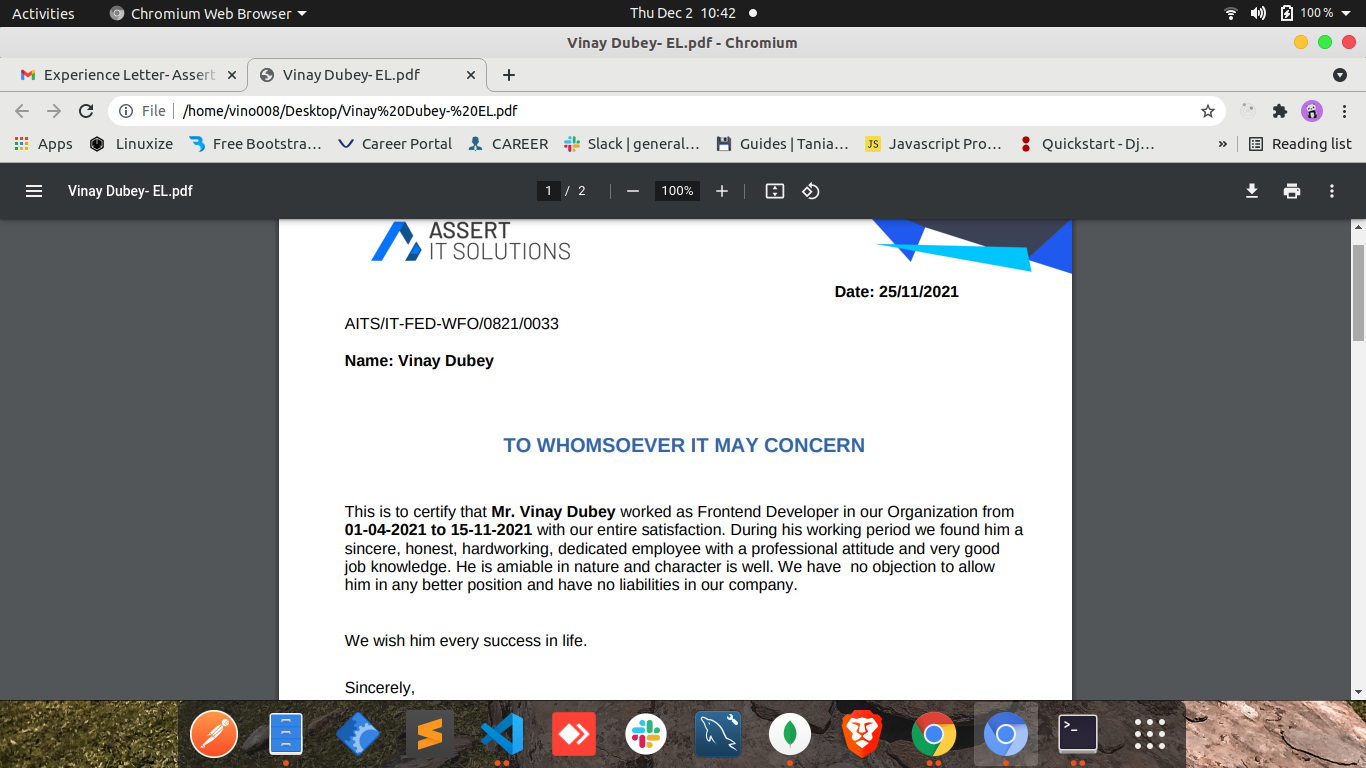 Activities Chromium Web Browser Thu Dec 2 10:42 100 %
Vinay Dubey- EL.pdf - Chromium
Experience Letter- Assert Vinay Dubey- EL.pdf
File /home/vino008/Desktop/Vinay%20Dubey-%20EL.pdf
Apps Linuxize Free Bootstra… Career Portal CAREER Slack | general… Guides | Tania… JS Javascript Pro… Quickstart - Dj… » Reading list
Vinay Dubey- EL.pdf 1 / 2 100%
ASSERT
IT SOLUTIONS
Date: 25/11/2021
AITS/IT-FED-WFO/0821/0033
Name: Vinay Dubey
TO WHOMSOEVER IT MAY CONCERN
This is to certify that Mr. Vinay Dubey worked as Frontend Developer in our Organization from
01-04-2021 to 15-11-2021 with our entire satisfaction. During his working period we found him a
sincere, honest, hardworking, dedicated employee with a professional attitude and very good
job knowledge. He is amiable in nature and character is well. We have  no objection to allow
him in any better position and have no liabilities in our company.
We wish him every success in life.
Sincerely,